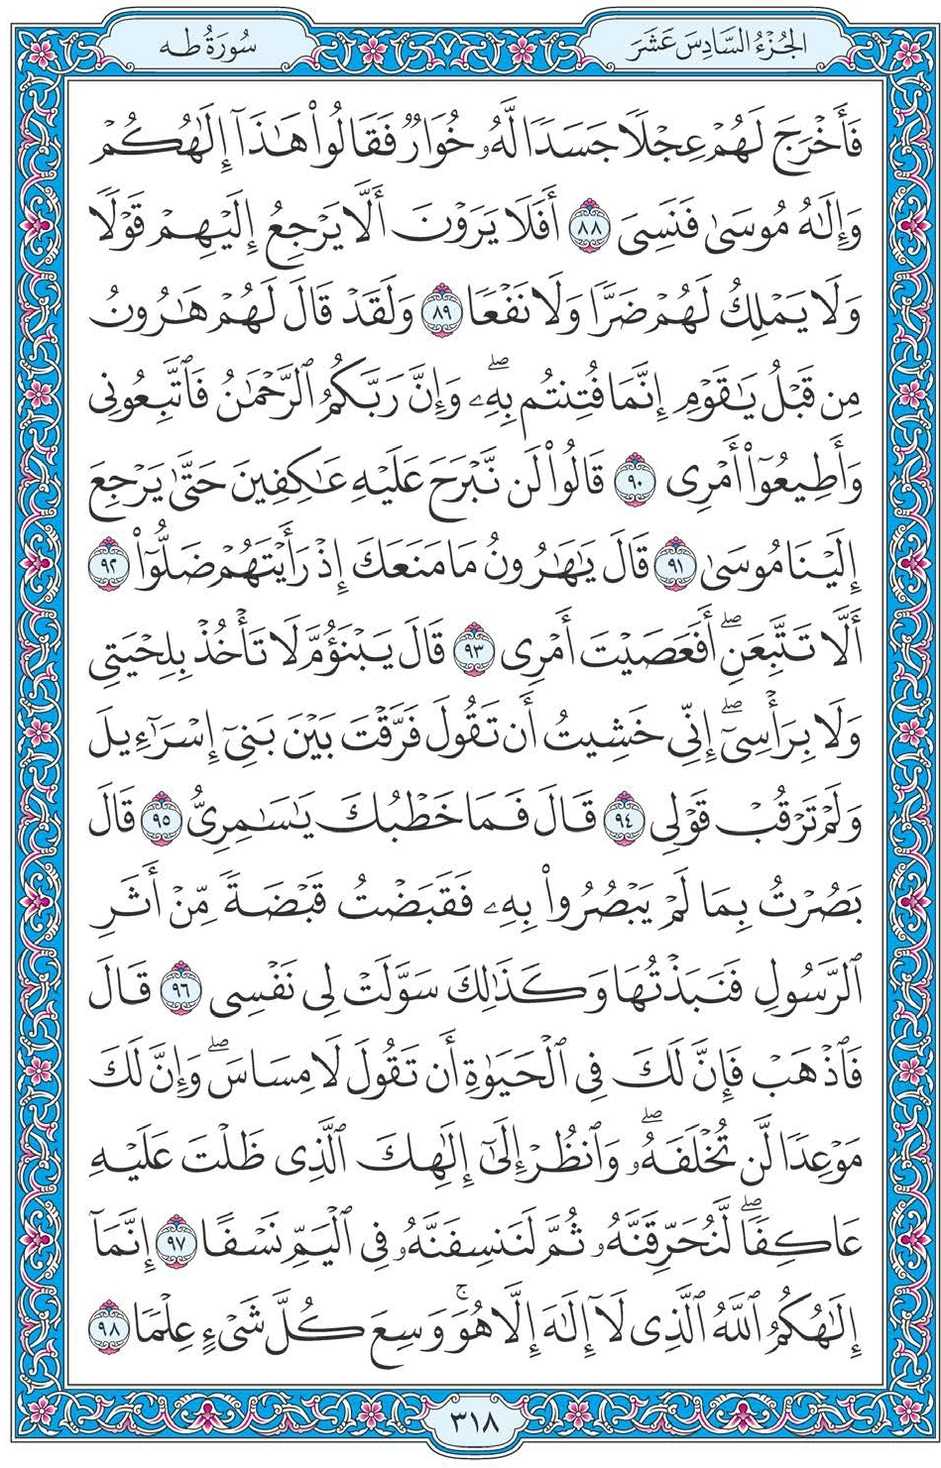 الجُزْءُ السَّادِسَ عَشَرَ
سُورَةُ طه
فَأَخْرَجَ لَهُمْ عِجْلًا جَسَدًا لَّهُۥ خُوَارٌ فَقَالُوا۟ هَٰذَآ إِلَٰهُكُمْ
وَإِلَٰهُ مُوسَىٰ فَنَسِىَ ٨٨ أَفَلَا يَرَوْنَ أَلَّا يَرْجِعُ إِلَيْهِمْ قَوْلًا
وَلَا يَمْلِكُ لَهُمْ ضَرًّا وَلَا نَفْعًا ٨٩ وَلَقَدْ قَالَ لَهُمْ هَٰرُونُ
مِن قَبْلُ يَٰقَوْمِ إِنَّمَا فُتِنتُم بِهِۦۖ وَإِنَّ رَبَّكُمُ ٱلرَّحْمَٰنُ فَٱتَّبِعُونِى
وَأَطِيعُوٓا۟ أَمْرِى ٩٠ قَالُوا۟ لَن نَّبْرَحَ عَلَيْهِ عَٰكِفِينَ حَتَّىٰ يَرْجِعَ
إِلَيْنَا مُوسَىٰ ٩١ قَالَ يَٰهَٰرُونُ مَا مَنَعَكَ إِذْ رَأَيْتَهُمْ ضَلُّوٓا۟ ٩٢
أَلَّا تَتَّبِعَنِۖ أَفَعَصَيْتَ أَمْرِى ٩٣ قَالَ يَبْنَؤُمَّ لَا تَأْخُذْ بِلِحْيَتِى
وَلَا بِرَأْسِىٓۖ إِنِّى خَشِيتُ أَن تَقُولَ فَرَّقْتَ بَيْنَ بَنِىٓ إِسْرَٰٓءِيلَ
وَلَمْ تَرْقُبْ قَوْلِى ٩٤ قَالَ فَمَا خَطْبُكَ يَٰسَٰمِرِىُّ ٩٥ قَالَ
بَصُرْتُ بِمَا لَمْ يَبْصُرُوا۟ بِهِۦ فَقَبَضْتُ قَبْضَةً مِّنْ أَثَرِ
ٱلرَّسُولِ فَنَبَذْتُهَا وَكَذَٰلِكَ سَوَّلَتْ لِى نَفْسِى ٩٦ قَالَ
فَٱذْهَبْ فَإِنَّ لَكَ فِى ٱلْحَيَوٰةِ أَن تَقُولَ لَا مِسَاسَۖ وَإِنَّ لَكَ
مَوْعِدًا لَّن تُخْلَفَهُۥۖ وَٱنظُرْ إِلَىٰٓ إِلَٰهِكَ ٱلَّذِى ظَلْتَ عَلَيْهِ
عَاكِفًاۖ لَّنُحَرِّقَنَّهُۥ ثُمَّ لَنَنسِفَنَّهُۥ فِى ٱلْيَمِّ نَسْفًا ٩٧ إِنَّمَآ
إِلَٰهُكُمُ ٱللَّهُ ٱلَّذِى لَآ إِلَٰهَ إِلَّا هُوَۚ وَسِعَ كُلَّ شَىْءٍ عِلْمًا ٩٨
٣١٨